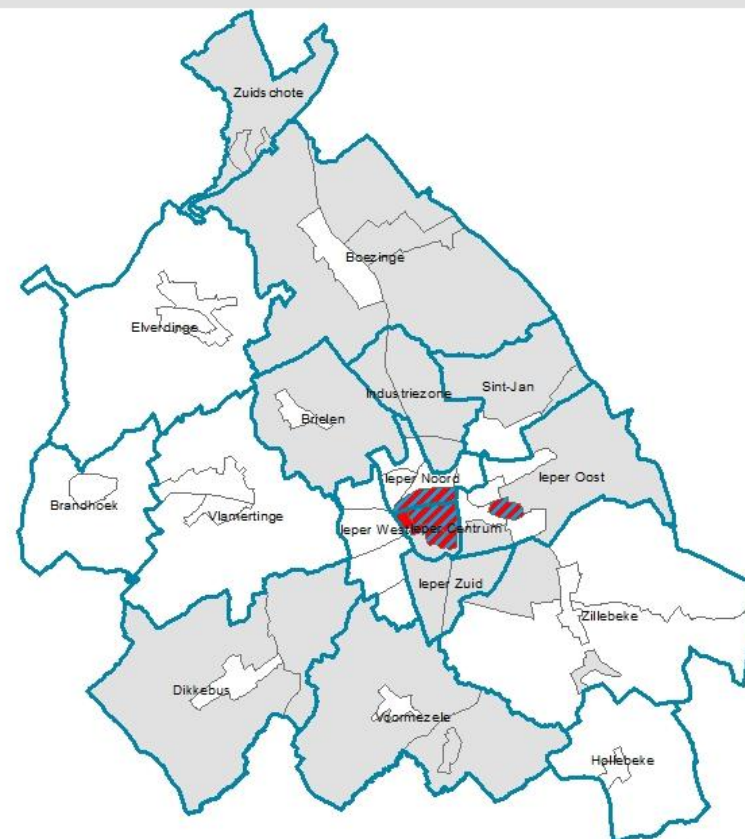 Zuidschote
Boezinge
Elverdinge
Industriezone
Sint-Jan
Brielen
Ieper Noord
Ieper Oost
Brandhoek
Vlamertinge
Ieper West
Ieper Centrum
Ieper Zuid
Zillebeke
Dikkebus
Voormezele
Hollebeke